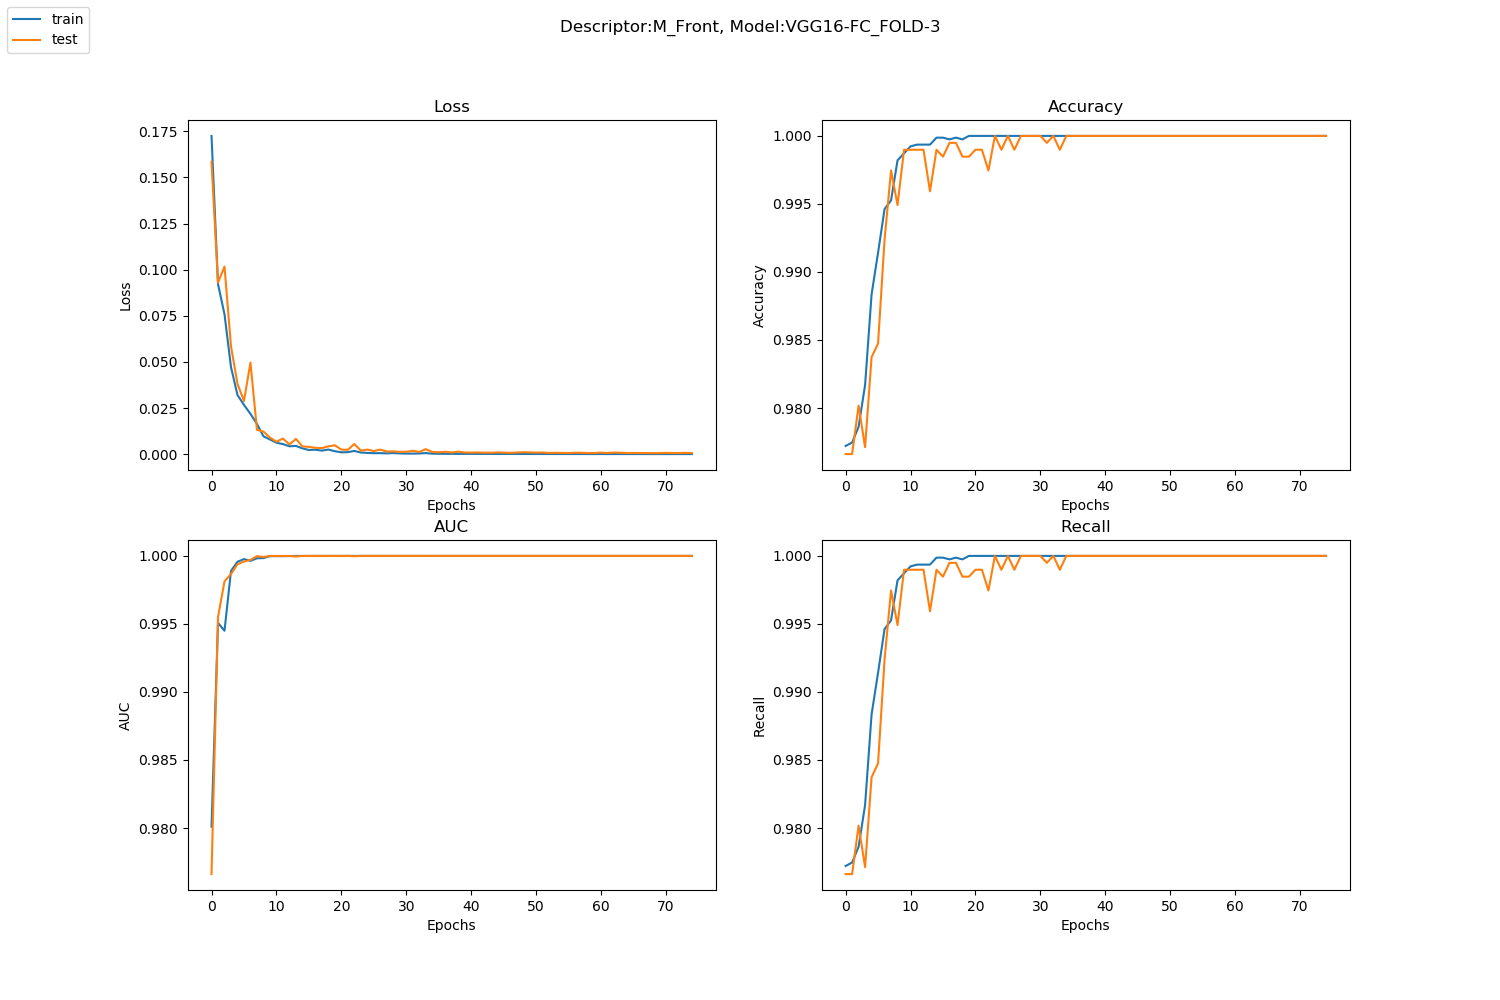 train
test
Descriptor:M_Front, Model:VGG16-FC_FOLD-3
Loss
0.175
0.150
0.125
0.100
0.075
0.050
0.025
0.000
Loss
0 10 20 30 40 50 60 70
Epochs
Accuracy
1.000
0.995
0.990
0.985
0.980
Accuracy
0 10 20 30 40 50 60 70
Epochs
AUC
1.000
0.995
0.990
0.985
0.980
AUC
0 10 20 30 40 50 60 70
Epochs
Recall
1.000
0.995
0.990
0.985
0.980
Recall
0 10 20 30 40 50 60 70
Epochs